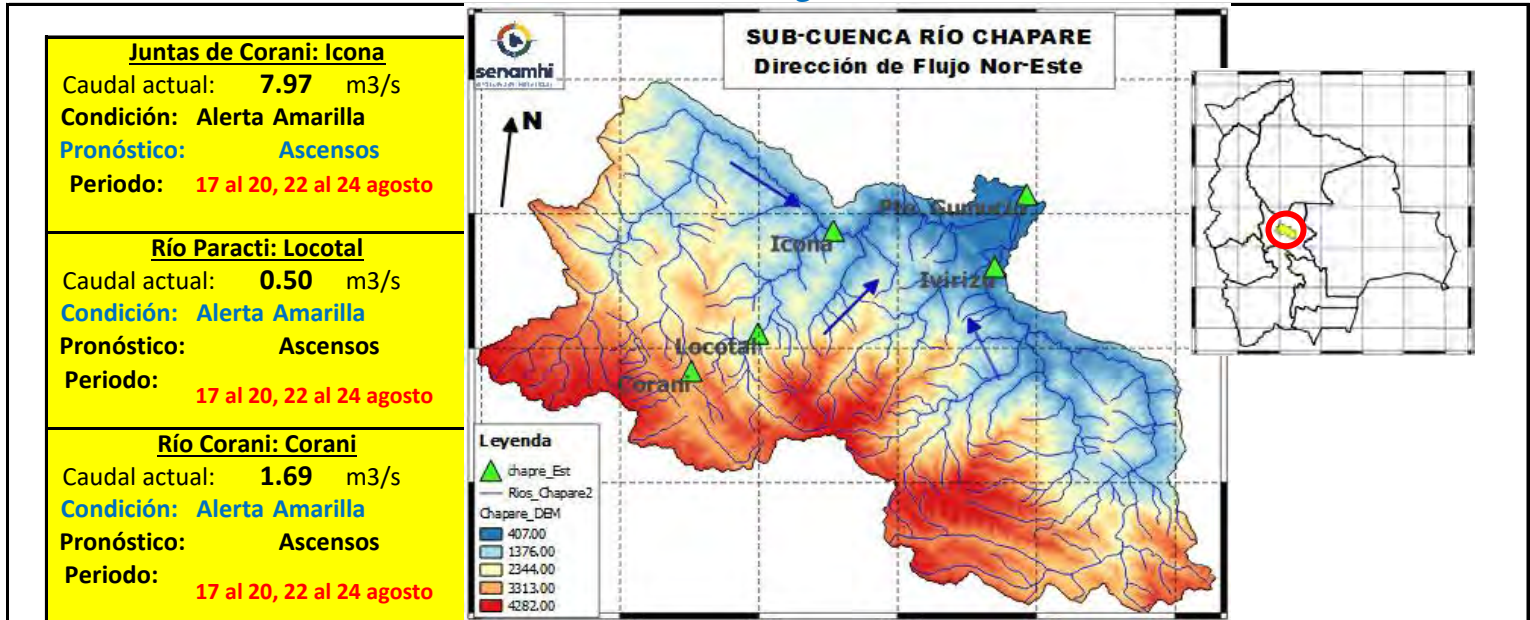 Juntas de Corani: Icona
Caudal actual: 7.97 m3/s
Condición: Alerta Amarilla
Pronóstico: Ascensos
Periodo: 17 al 20, 22 al 24 agosto
Río Paracti: Locotal
Caudal actual: 0.50 m3/s
Condición: Alerta Amarilla
Pronóstico: Ascensos
Periodo:
17 al 20, 22 al 24 agosto
Río Corani: Corani
Caudal actual: 1.69 m3/s
Condición: Alerta Amarilla
Pronóstico: Ascensos
Periodo:
17 al 20, 22 al 24 agosto
senamhi
SUB-CUENCA RÍO CHAPARE
Dirección de Flujo Nor-Este
N
Icona
Ivirizu
Locotal
Corani
Leyenda
chapre_Est
Rios_Chapare2
Chapare_DEM
407.00
1376.00
2344.00
3313.00
4282.00